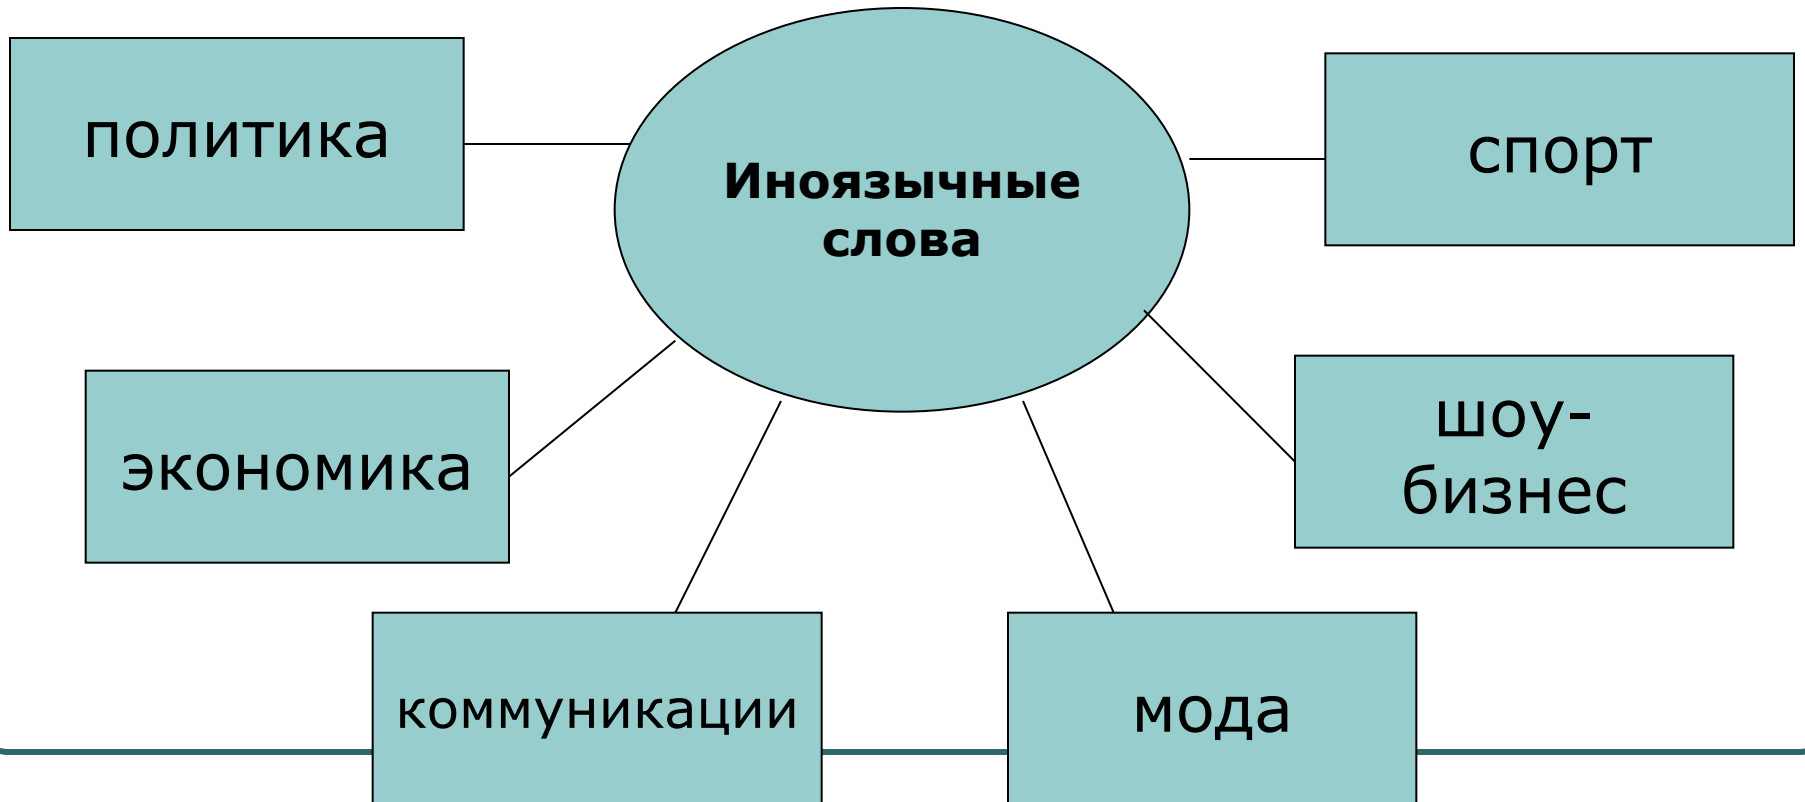 политика
Иноязычные
слова
спорт
экономика
шоу-
бизнес
коммуникации
мода